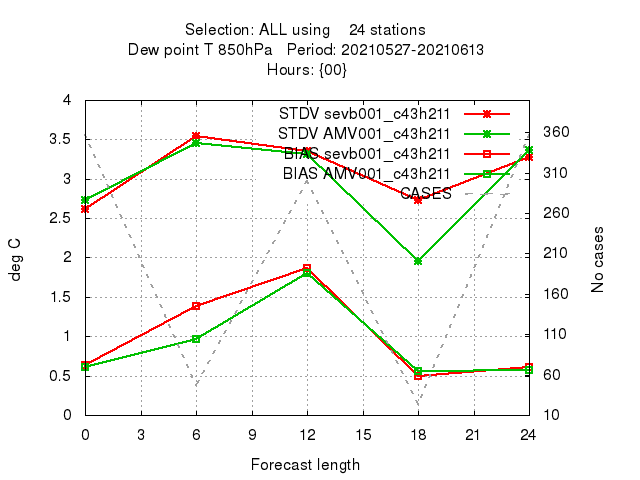 Selection: ALL using    24 stations
Dew point T 850hPa   Period: 20210527-20210613
Hours: {00}
STDV sevb001_c43h211
STDV AMV001_c43h211
BIAS sevb001_c43h211
BIAS AMV001_c43h211
CASES
4
3.5
3
2.5
2
1.5
1
0.5
0
deg C
360
310
260
210
160
110
60
10
No cases
0 3 6 9 12 15 18 21 24
Forecast length